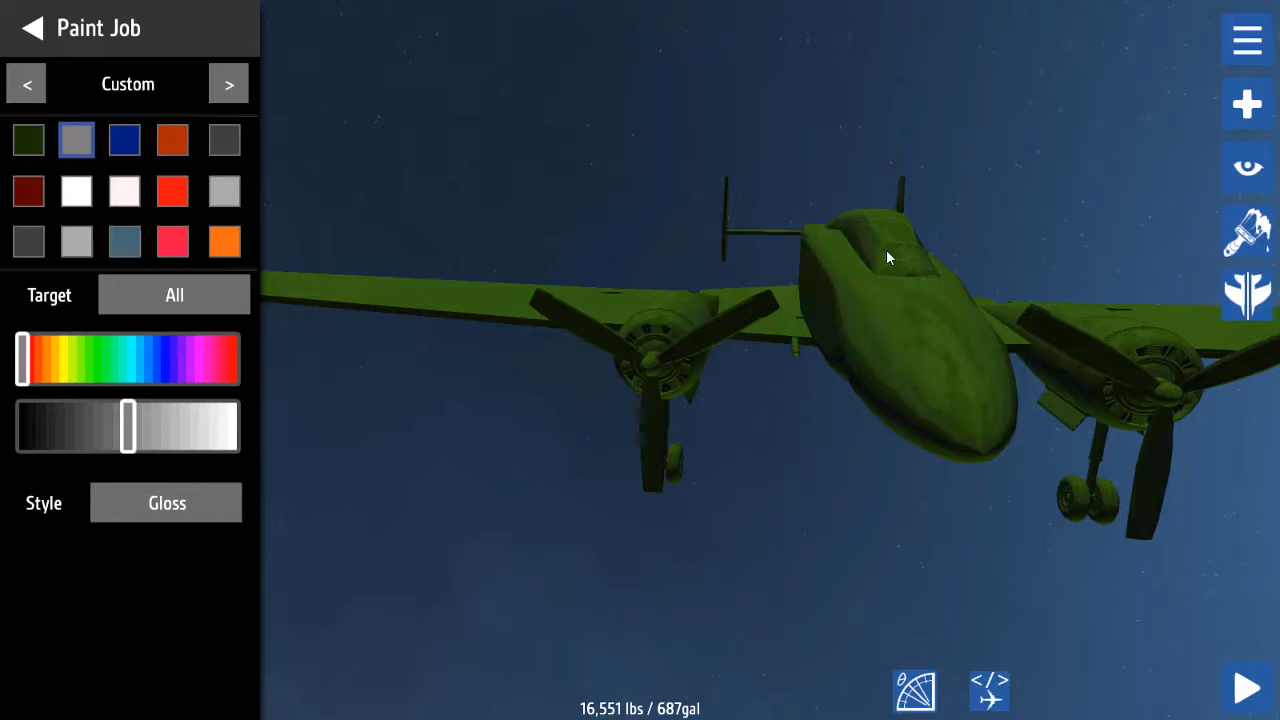 Paint Job
< Custom >
Target All
Style Gloss
θ </>
16,551 lbs / 687gal